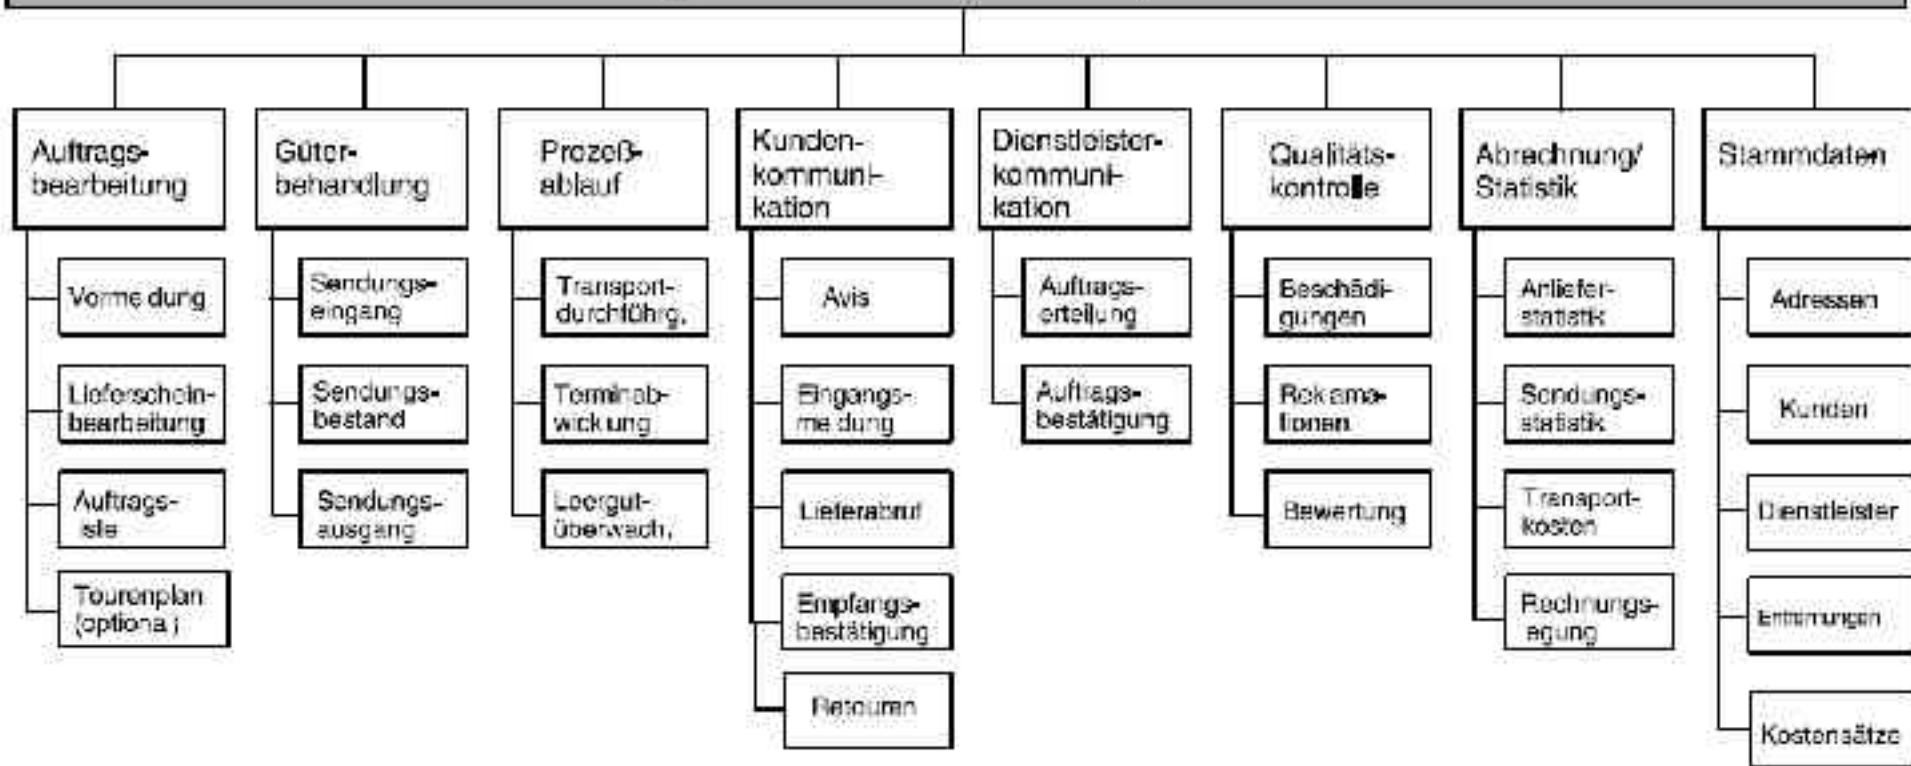 Auftrags-
bearbeitung
Vormeldung
Lieferschein-
bearbeitung
Auftrags-
liste
Tourenplan
(optional)
Güter-
behandlung
Sendungs-
eingang
Sendungs-
bestand
Sendungs-
ausgang
Prozeß-
ablauf
Transport-
durchführg.
Terminab-
wicklung
Leergut-
überwach.
Kunden-
kommuni-
kation
Avis
Eingangs-
meldung
Lieferabruf
Empfangs-
bestätigung
Retouren
Dienstleister-
kommuni-
kation
Auftrags-
erteilung
Auftrags-
bestätigung
Qualitäts-
kontrolle
Beschädi-
gungen
Reklama-
tionen
Bewertung
Abrechnung/
Statistik
Anliefer-
statistik
Sendungs-
statistik
Transport-
kosten
Rechnungs-
legung
Stammdaten
Adressen
Kunden
Dienstleister
Entfernungen
Kostensätze